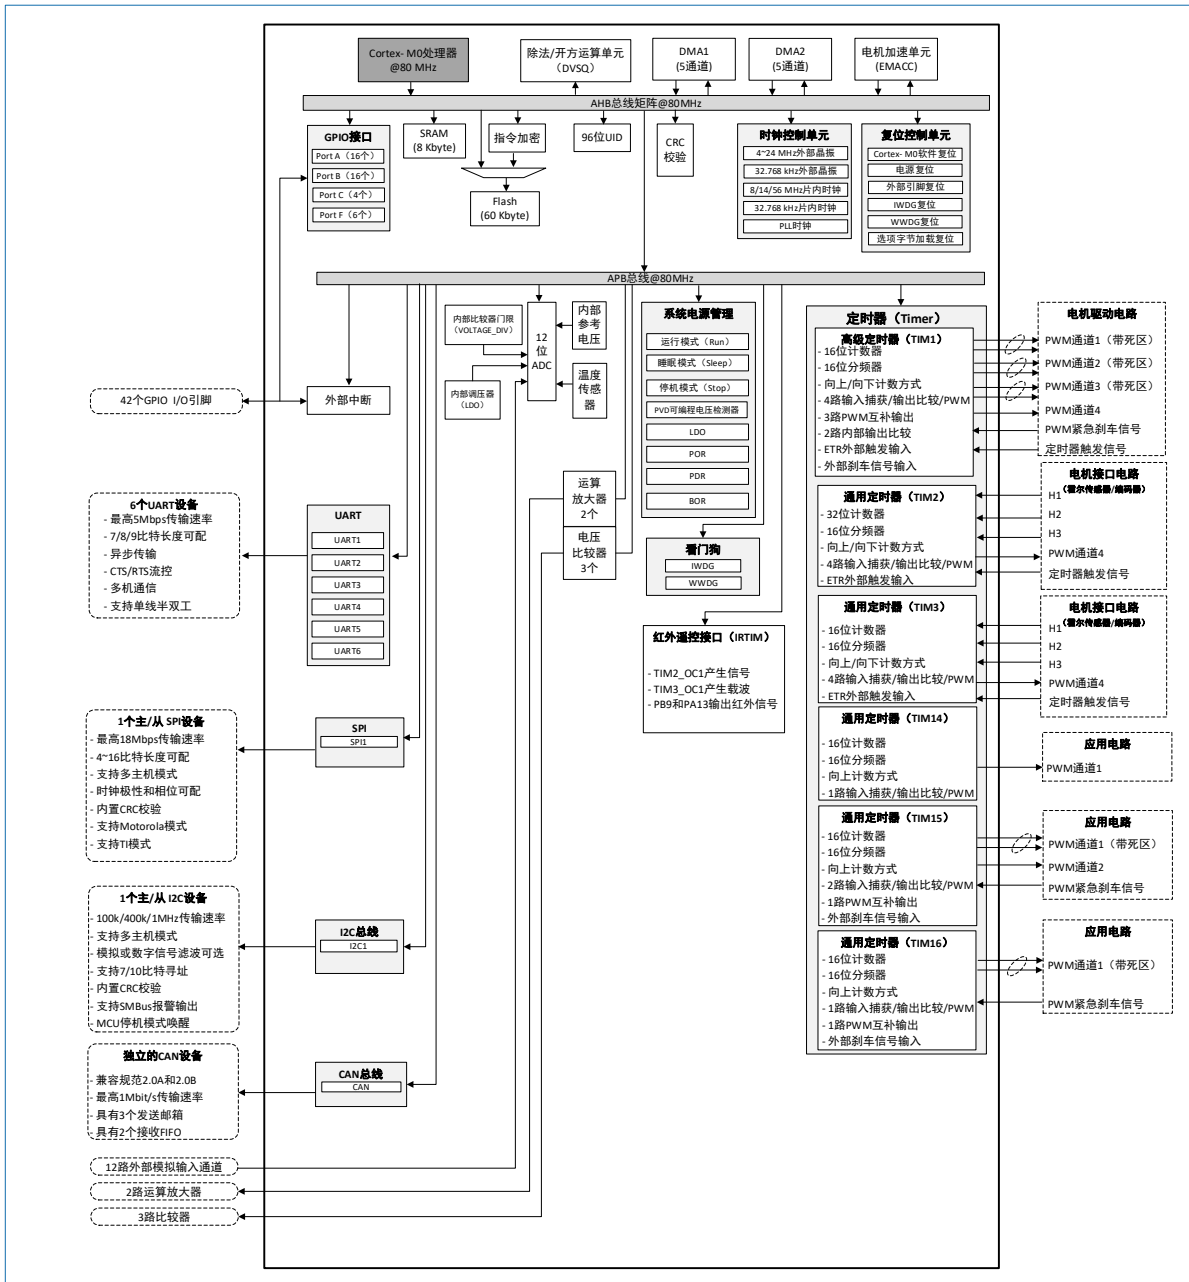 Cortex- M0处理器
@80 MHz
除法/开方运算单元
（DVSQ）
DMA1
(5通道)
DMA2
(5通道)
电机加速单元
(EMACC)
AHB总线矩阵@80MHz
GPIO接口
Port A（16个）
Port B（16个）
Port C（4个）
Port F（6个）
SRAM
(8 Kbyte)
指令加密
Flash
(60 Kbyte)
96位UID
CRC
校验
时钟控制单元
4~24 MHz外部晶振
32.768 kHz外部晶振
8/14/56 MHz片内时钟
32.768 kHz片内时钟
PLL时钟
复位控制单元
Cortex- M0软件复位
电源复位
外部引脚复位
IWDG复位
WWDG复位
选项字节加载复位
APB总线@80MHz
42个GPIO I/O引脚
外部中断
内部比较器门限
(VOLTAGE_DIV)
内部调压器
(LDO)
12
位
ADC
内部
参考
电压
温度
传感
器
系统电源管理
运行模式（Run）
睡眠模式（Sleep）
停机模式（Stop）
PVD可编程电压检测器
LDO
POR
PDR
BOR
运算
放大器
2个
电压
比较器
3个
看门狗
IWDG
WWDG
红外遥控接口（IRTIM）
- TIM2_OC1产生信号
- TIM3_OC1产生载波
- PB9和PA13输出红外信号
6个UART设备
- 最高5Mbps传输速率
- 7/8/9比特长度可配
- 异步传输
- CTS/RTS流控
- 多机通信
- 支持单线半双工
UART
UART1
UART2
UART3
UART4
UART5
UART6
1个主/从 SPI设备
- 最高18Mbps传输速率
- 4~16比特长度可配
- 支持多主机模式
- 时钟极性和相位可配
- 内置CRC校验
- 支持Motorola模式
- 支持TI模式
SPI
SPI1
1个主/从 I2C设备
- 100k/400k/1MHz传输速率
- 支持多主机模式
- 模拟或数字信号滤波可选
- 支持7/10比特寻址
- 内置CRC校验
- 支持SMBus报警输出
- MCU停机模式唤醒
I2C总线
I2C1
独立的CAN设备
- 兼容规范2.0A和2.0B
- 最高1Mbit/s传输速率
- 具有3个发送邮箱
- 具有2个接收FIFO
CAN总线
CAN
12路外部模拟输入通道
2路运算放大器
3路比较器
定时器（Timer）
高级定时器（TIM1）
- 16位计数器
- 16位分频器
- 向上/向下计数方式
- 4路输入捕获/输出比较/PWM
- 3路PWM互补输出
- 2路内部输出比较
- ETR外部触发输入
- 外部刹车信号输入
电机驱动电路
PWM通道1（带死区）
PWM通道2（带死区）
PWM通道3（带死区）
PWM通道4
PWM紧急刹车信号
定时器触发信号
通用定时器（TIM2）
- 32位计数器
- 16位分频器
- 向上/向下计数方式
- 4路输入捕获/输出比较/PWM
- ETR外部触发输入
电机接口电路
（霍尔传感器/编码器）
H1
H2
H3
PWM通道4
定时器触发信号
通用定时器（TIM3）
- 16位计数器
- 16位分频器
- 向上/向下计数方式
- 4路输入捕获/输出比较/PWM
- ETR外部触发输入
电机接口电路
（霍尔传感器/编码器）
H1
H2
H3
PWM通道4
定时器触发信号
通用定时器（TIM14）
- 16位计数器
- 16位分频器
- 向上计数方式
- 1路输入捕获/输出比较/PWM
应用电路
PWM通道1
通用定时器（TIM15）
- 16位计数器
- 16位分频器
- 向上计数方式
- 2路输入捕获/输出比较/PWM
- 1路PWM互补输出
- 外部刹车信号输入
应用电路
PWM通道1（带死区）
PWM通道2
PWM紧急刹车信号
通用定时器（TIM16）
- 16位计数器
- 16位分频器
- 向上计数方式
- 1路输入捕获/输出比较/PWM
- 1路PWM互补输出
- 外部刹车信号输入
应用电路
PWM通道1（带死区）
PWM紧急刹车信号